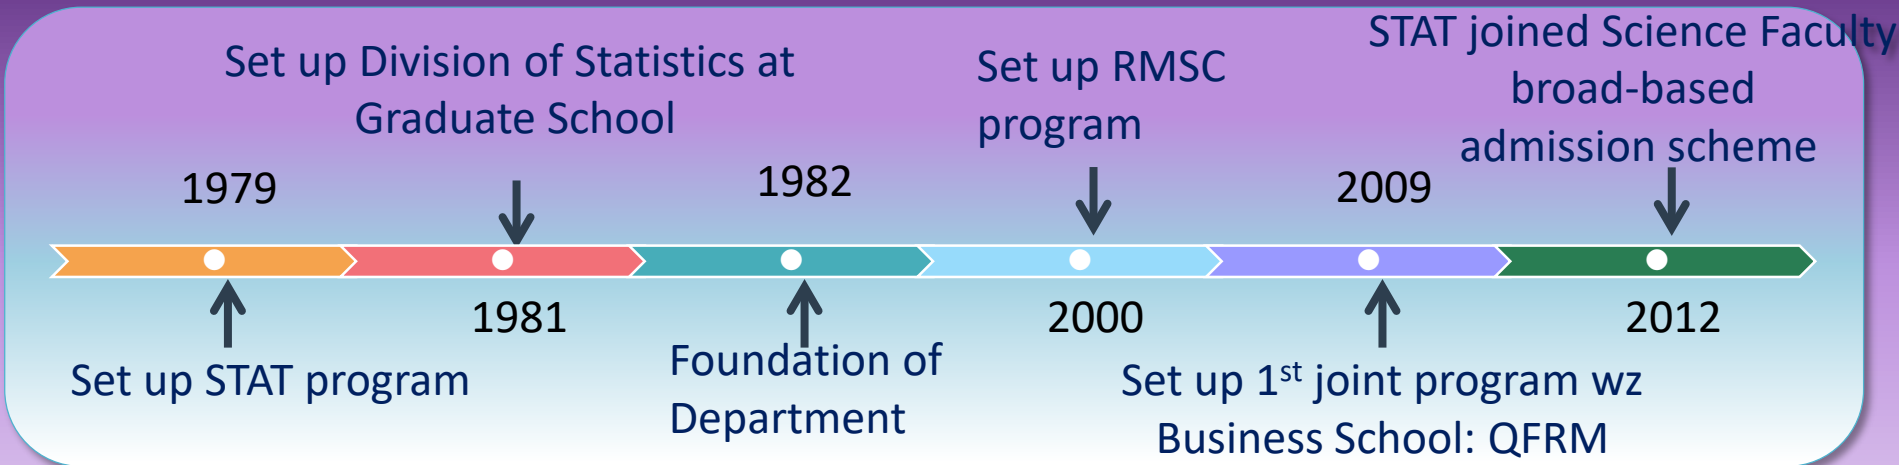 1979
Set up STAT program
Set up Division of Statistics at
Graduate School
1981
1982
Foundation of
Department
Set up RMSC
program
2000
2009
Set up 1st joint program wz
Business School: QFRM
STAT joined Science Faculty
broad-based
admission scheme
2012